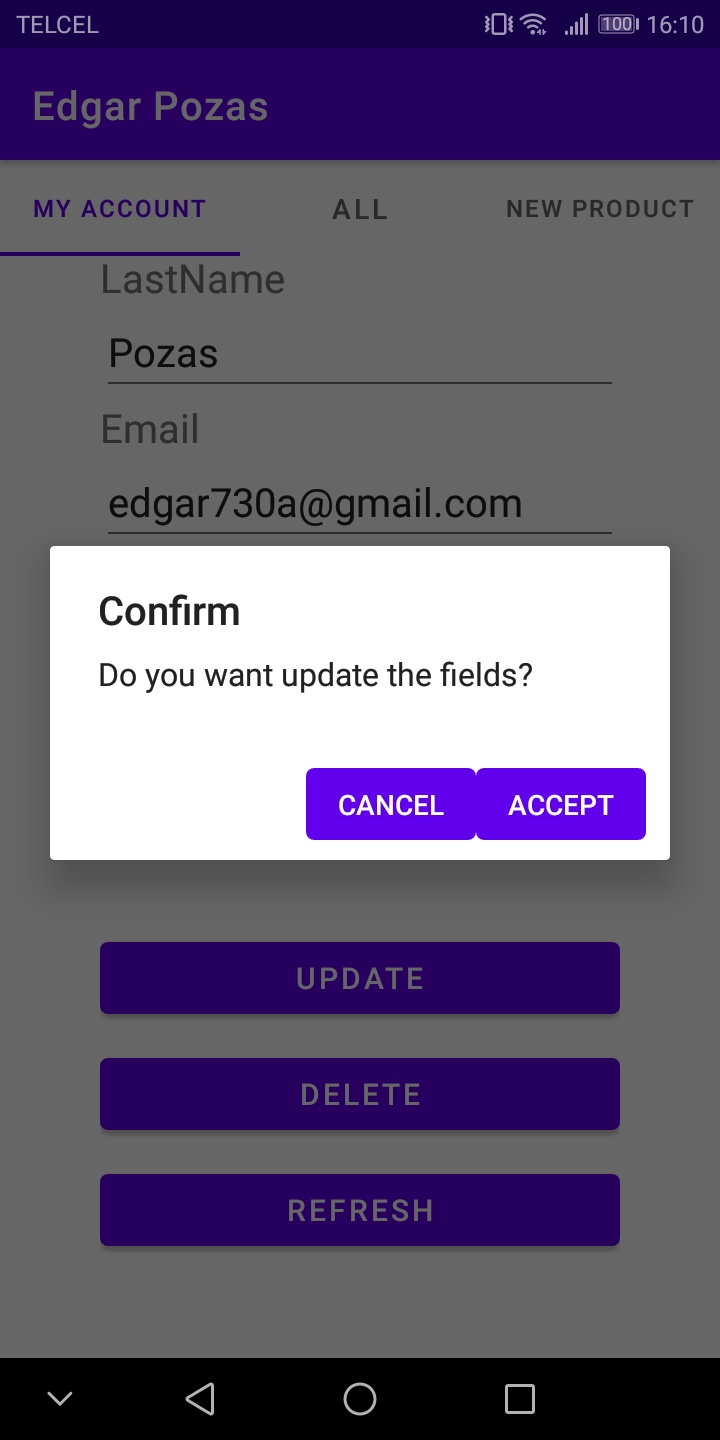 TELCEL 100 16:10
Edgar Pozas
MY ACCOUNT ALL NEW PRODUCT
LastName
Pozas
Email
edgar730a@gmail.com
Confirm
Do you want update the fields?
CANCEL ACCEPT
UPDATE
DELETE
REFRESH